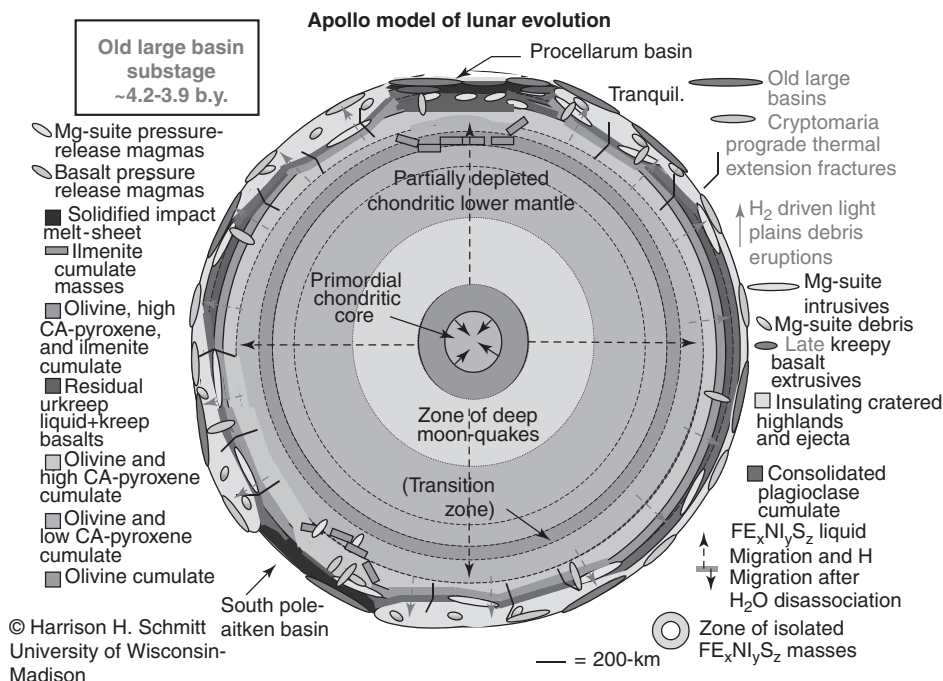 Apollo model of lunar evolution
Old large basin
substage
~4.2-3.9 b.y.
Mg-suite pressure-
release magmas
Basalt pressure
release magmas
Solidified impact
melt-sheet
Ilmenite
cumulate
masses
Olivine, high
CA-pyroxene,
and ilmenite
cumulate
Residual
urkreep
liquid+kreep
basalts
Olivine and
high CA-pyroxene
cumulate
Olivine and
low CA-pyroxene
cumulate
Olivine cumulate
© Harrison H. Schmitt
University of Wisconsin-
Madison
Procellarum basin
Tranquil.
Partially depleted
chondritic lower mantle
Primordial
chondritic
core
Zone of deep
moon-quakes
(Transition
zone)
South pole-
aitken basin
Old large
basins
Cryptomaria
prograde thermal
extension fractures
H₂ driven light
plains debris
eruptions
Mg-suite
intrusives
Mg-suite debris
Late kreepy
basalt
extrusives
Insulating cratered
highlands
and ejecta
Consolidated
plagioclase
cumulate
FEₓNIᵧS_z liquid
Migration and H
Migration after
H₂O disassociation
Zone of isolated
FEₓNIᵧS_z masses
= 200-km